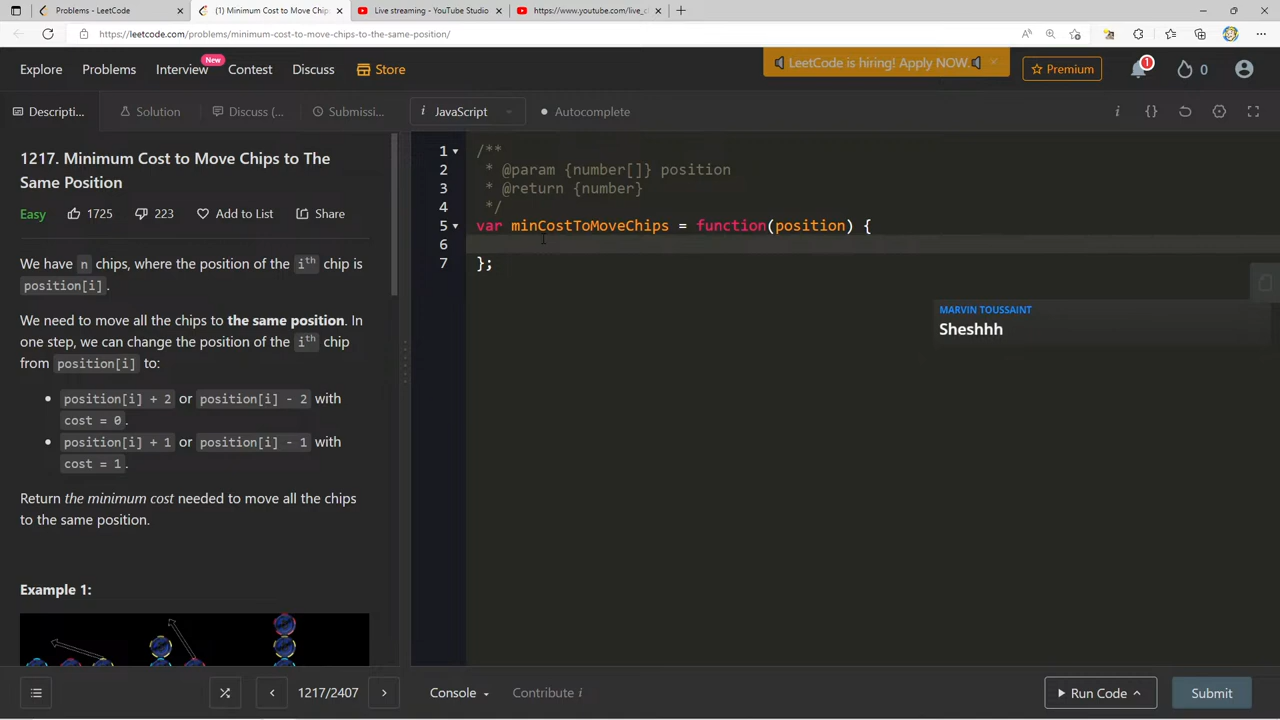 Problems - LeetCode
(1) Minimum Cost to Move Chip
Live streaming - YouTube Studio
https://www.youtube.com/live_c
https://leetcode.com/problems/minimum-cost-to-move-chips-to-the-same-position/
Explore
Problems
Interview
New
Contest
Discuss
Store
LeetCode is hiring! Apply NOW.
Premium
1
0
Descripti...
Solution
Discuss (...
Submissi...
i JavaScript
Autocomplete
i {}
1217. Minimum Cost to Move Chips to The
Same Position
Easy
1725
223
Add to List
Share
We have n chips, where the position of the ith chip is
position[i].
We need to move all the chips to the same position. In
one step, we can change the position of the ith chip
from position[i] to:
position[i] + 2 or position[i] - 2 with
cost = 0.
position[i] + 1 or position[i] - 1 with
cost = 1.
Return the minimum cost needed to move all the chips
to the same position.
Example 1:
1 /**
2 * @param {number[]} position
3 * @return {number}
4 */
5 var minCostToMoveChips = function(position) {
6
7 };
MARVIN TOUSSAINT
Sheshhh
1217/2407
Console
Contribute i
Run Code
Submit